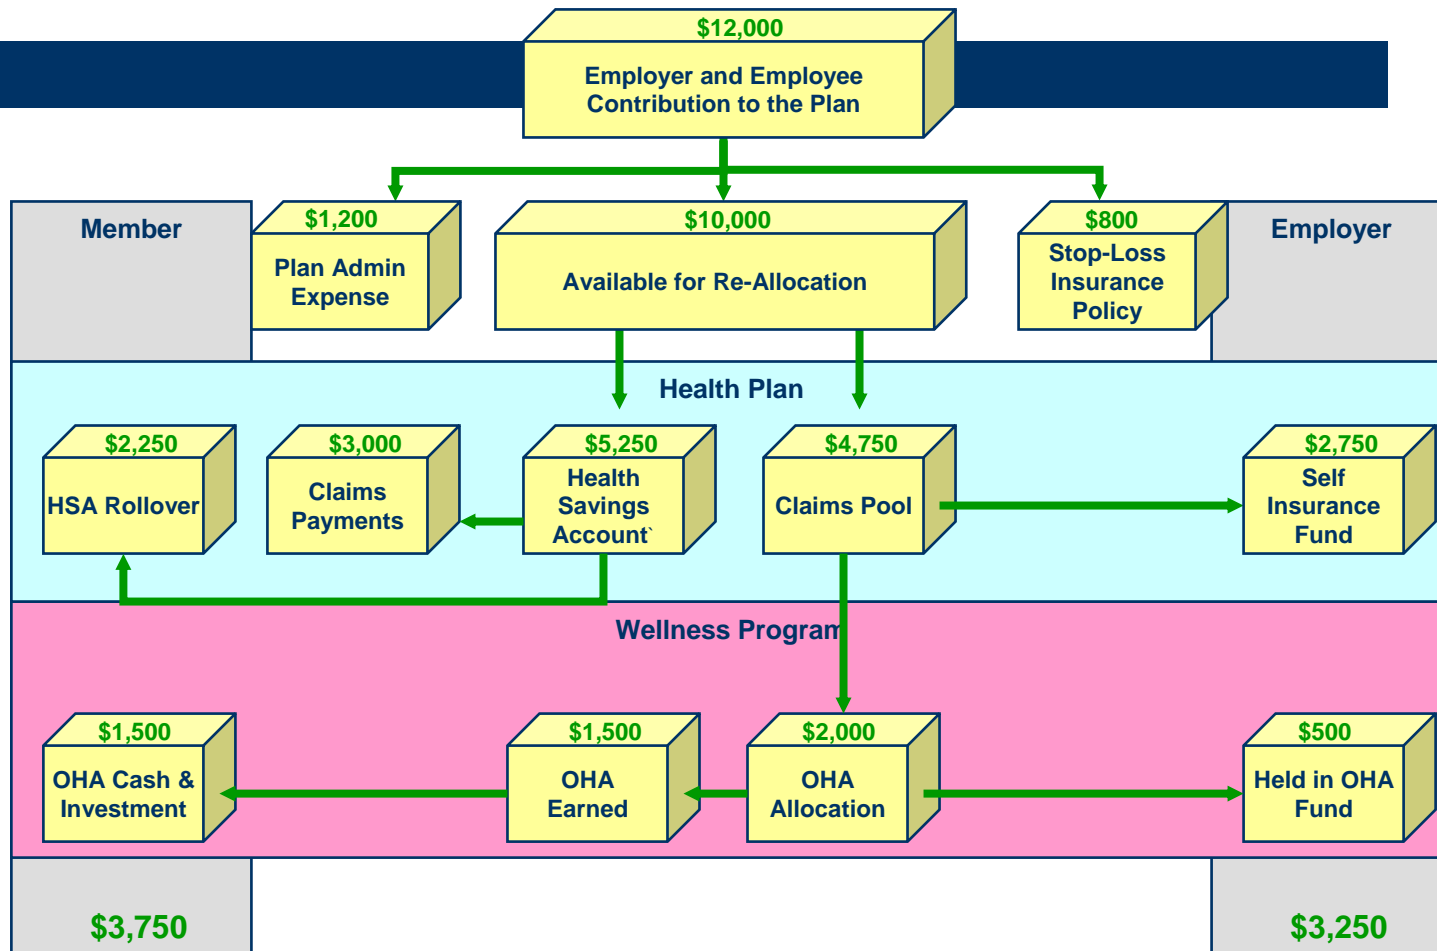 $12,000
Employer and Employee
Contribution to the Plan
Member
$1,200
Plan Admin
Expense
$10,000
Available for Re-Allocation
$800
Stop-Loss
Insurance
Policy
Employer
Health Plan
$2,250
HSA Rollover
$3,000
Claims
Payments
$5,250
Health
Savings
Account`
$4,750
Claims Pool
$2,750
Self
Insurance
Fund
Wellness Program
$1,500
OHA Cash &
Investment
$1,500
OHA
Earned
$2,000
OHA
Allocation
$500
Held in OHA
Fund
$3,750
$3,250